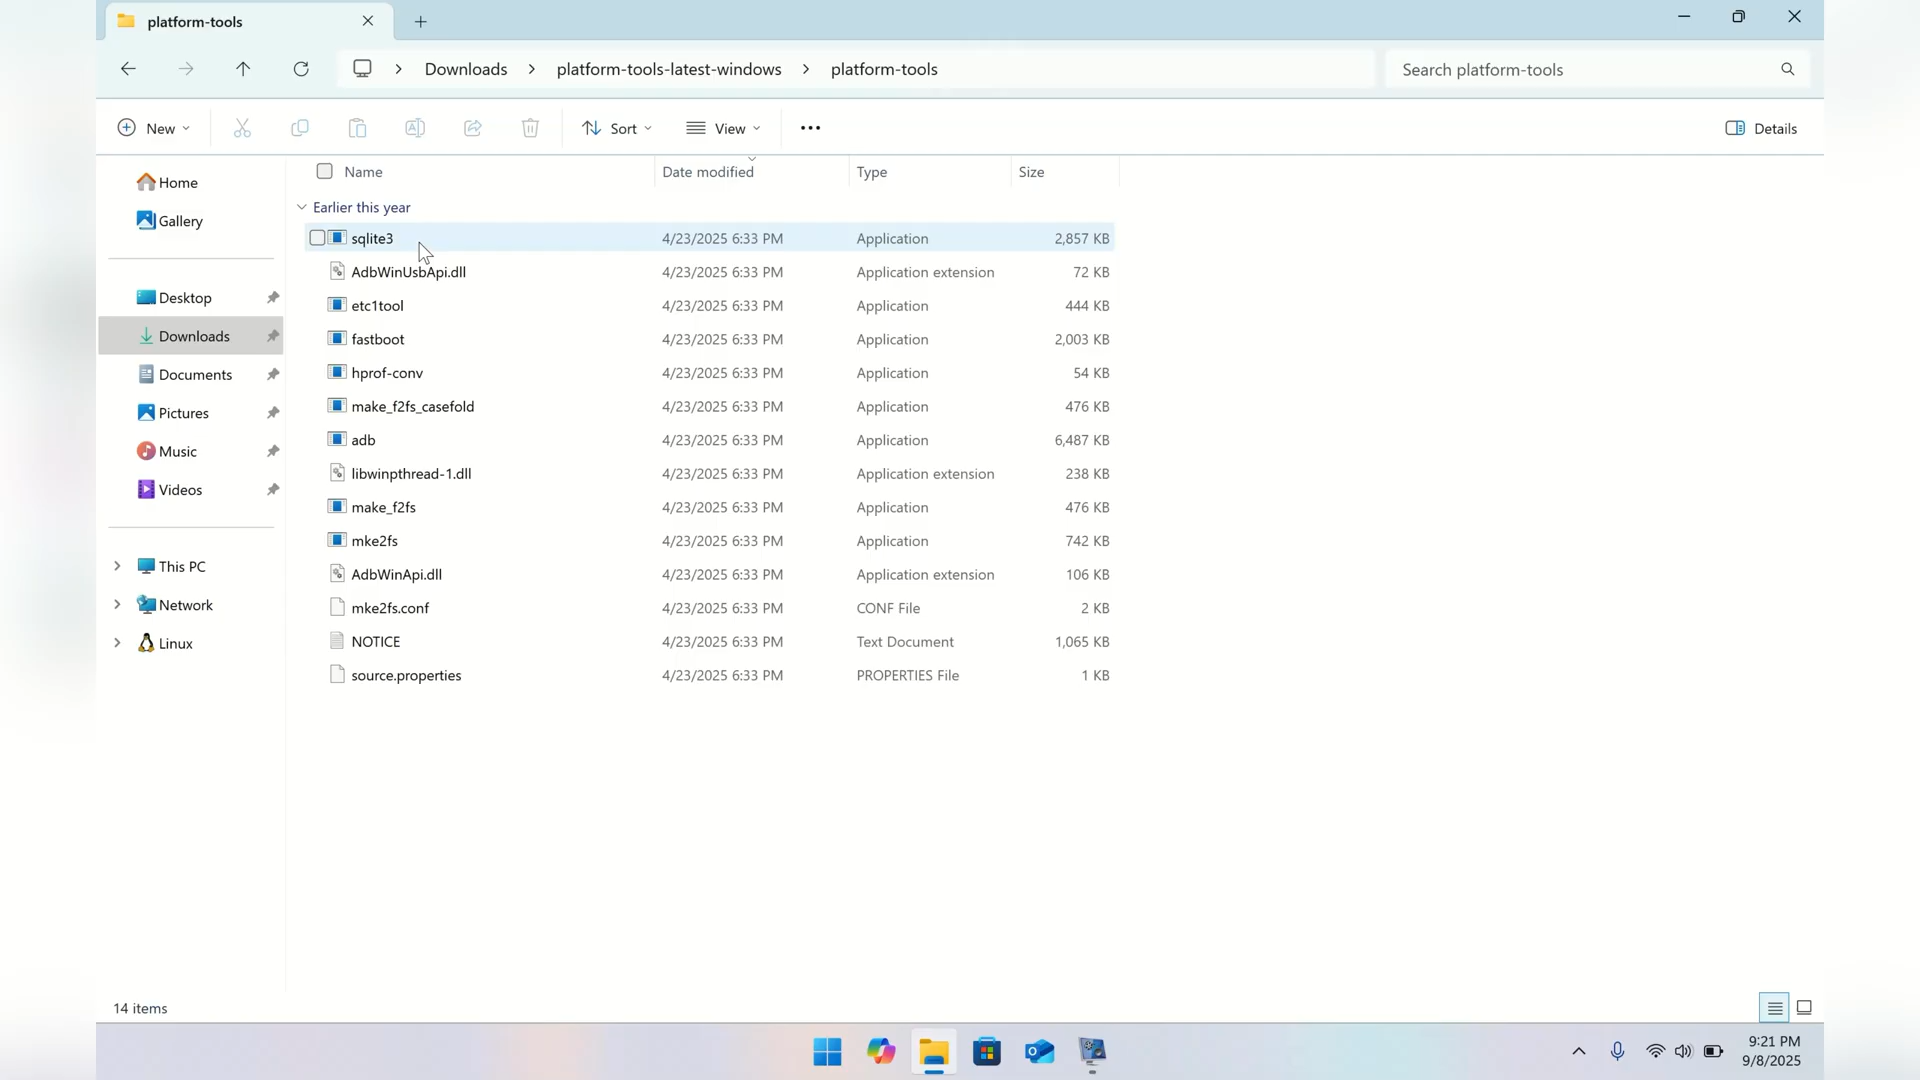 platform-tools
Downloads platform-tools-latest-windows platform-tools
Search platform-tools
New Sort View Details
Home
Gallery
Desktop
Downloads
Documents
Pictures
Music
Videos
This PC
Network
Linux
Name Date modified Type Size
Earlier this year
sqlite3 4/23/2025 6:33 PM Application 2,857 KB
AdbWinUsbApi.dll 4/23/2025 6:33 PM Application extension 72 KB
etc1tool 4/23/2025 6:33 PM Application 444 KB
fastboot 4/23/2025 6:33 PM Application 2,003 KB
hprof-conv 4/23/2025 6:33 PM Application 54 KB
make_f2fs_casefold 4/23/2025 6:33 PM Application 476 KB
adb 4/23/2025 6:33 PM Application 6,487 KB
libwinpthread-1.dll 4/23/2025 6:33 PM Application extension 238 KB
make_f2fs 4/23/2025 6:33 PM Application 476 KB
mke2fs 4/23/2025 6:33 PM Application 742 KB
AdbWinApi.dll 4/23/2025 6:33 PM Application extension 106 KB
mke2fs.conf 4/23/2025 6:33 PM CONF File 2 KB
NOTICE 4/23/2025 6:33 PM Text Document 1,065 KB
source.properties 4/23/2025 6:33 PM PROPERTIES File 1 KB
14 items
9:21 PM
9/8/2025